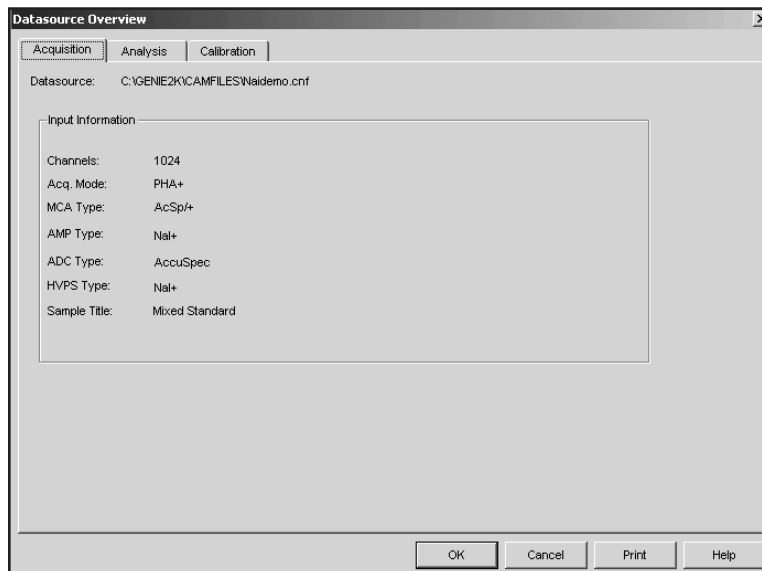 Datasource Overview
Acquisition Analysis Calibration
Datasource: C:\GENIE2K\CAMFILES\Naidemo.cnf
Input Information
Channels: 1024
Acq. Mode: PHA+
MCA Type: AcSp/+
AMP Type: NaI+
ADC Type: AccuSpec
HVPS Type: NaI+
Sample Title: Mixed Standard
OK Cancel Print Help